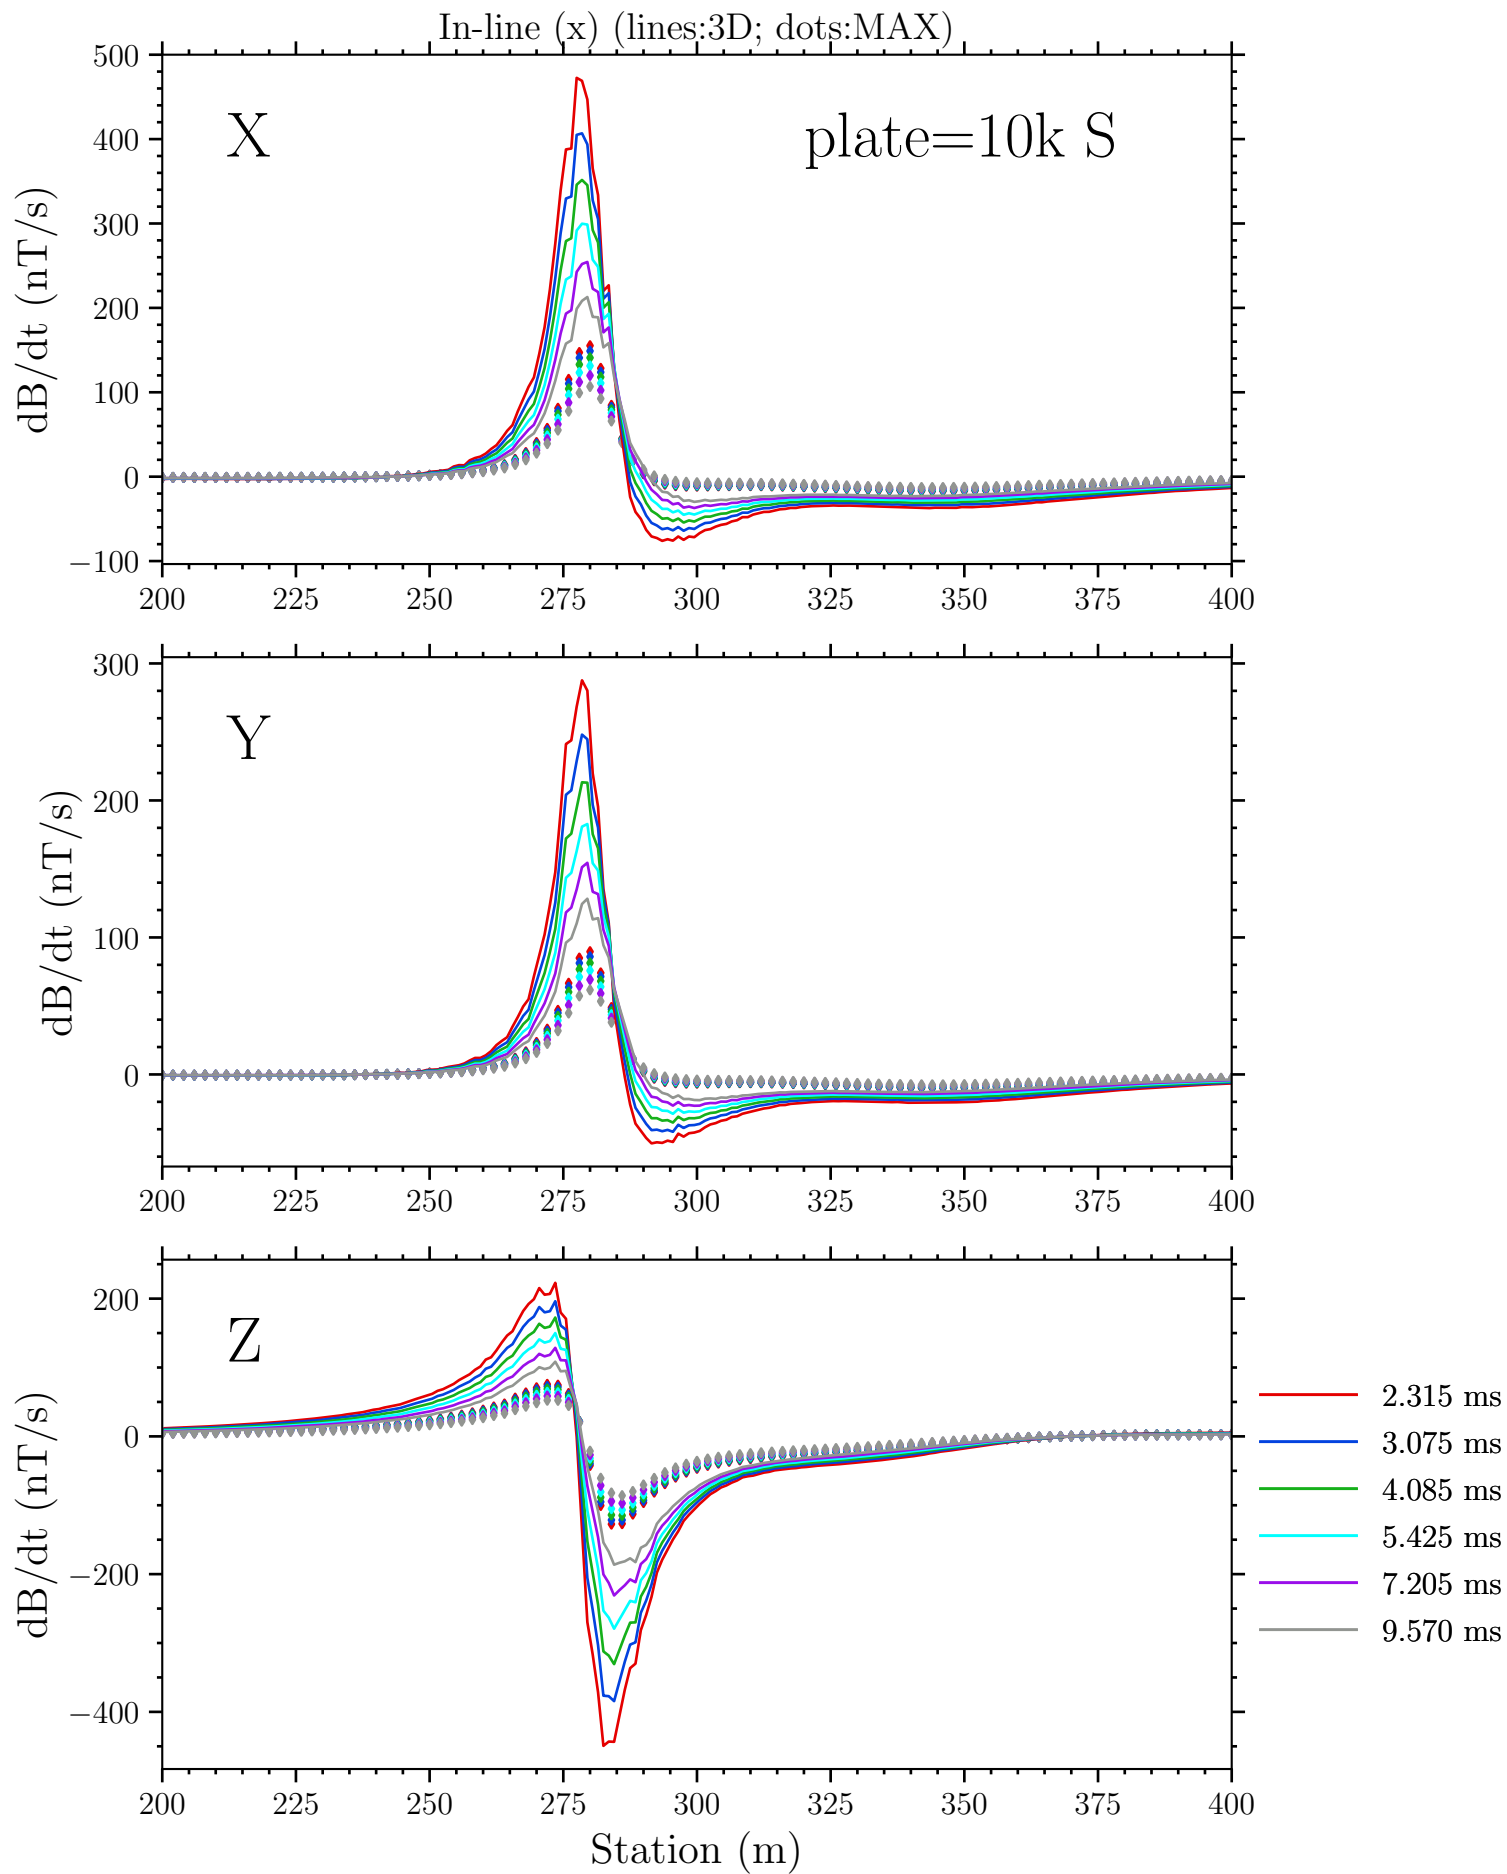 In-line (x) (lines:3D; dots:MAX)
500
400
300
200
100
0
−100
dB/dt (nT/s)
X
plate=10k S
200 225 250 275 300 325 350 375 400
300
200
100
0
dB/dt (nT/s)
Y
200 225 250 275 300 325 350 375 400
200
0
−200
−400
dB/dt (nT/s)
Z
2.315 ms
3.075 ms
4.085 ms
5.425 ms
7.205 ms
9.570 ms
200 225 250 275 300 325 350 375 400
Station (m)